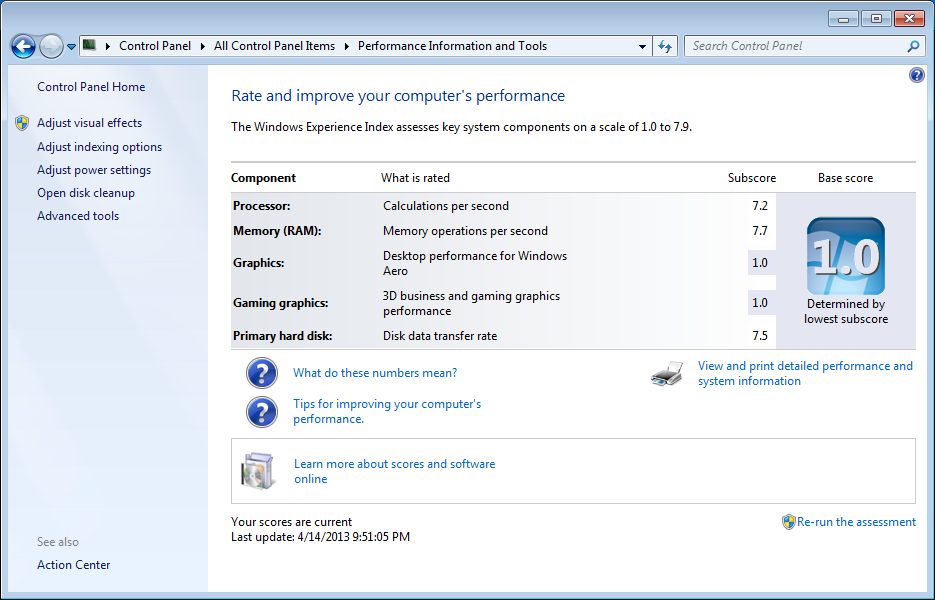 Control Panel
All Control Panel Items
Performance Information and Tools
Search Control Panel
Control Panel Home
Adjust visual effects
Adjust indexing options
Adjust power settings
Open disk cleanup
Advanced tools
See also
Action Center
Rate and improve your computer's performance
The Windows Experience Index assesses key system components on a scale of 1.0 to 7.9.
Component What is rated Subscore Base score
Processor: Calculations per second 7.2
Memory (RAM): Memory operations per second 7.7
Graphics: Desktop performance for Windows
Aero 1.0
Gaming graphics: 3D business and gaming graphics
performance 1.0
Primary hard disk: Disk data transfer rate 7.5
1.0
Determined by
lowest subscore
What do these numbers mean?
Tips for improving your computer's
performance.
View and print detailed performance and
system information
Learn more about scores and software
online
Your scores are current
Last update: 4/14/2013 9:51:05 PM
Re-run the assessment